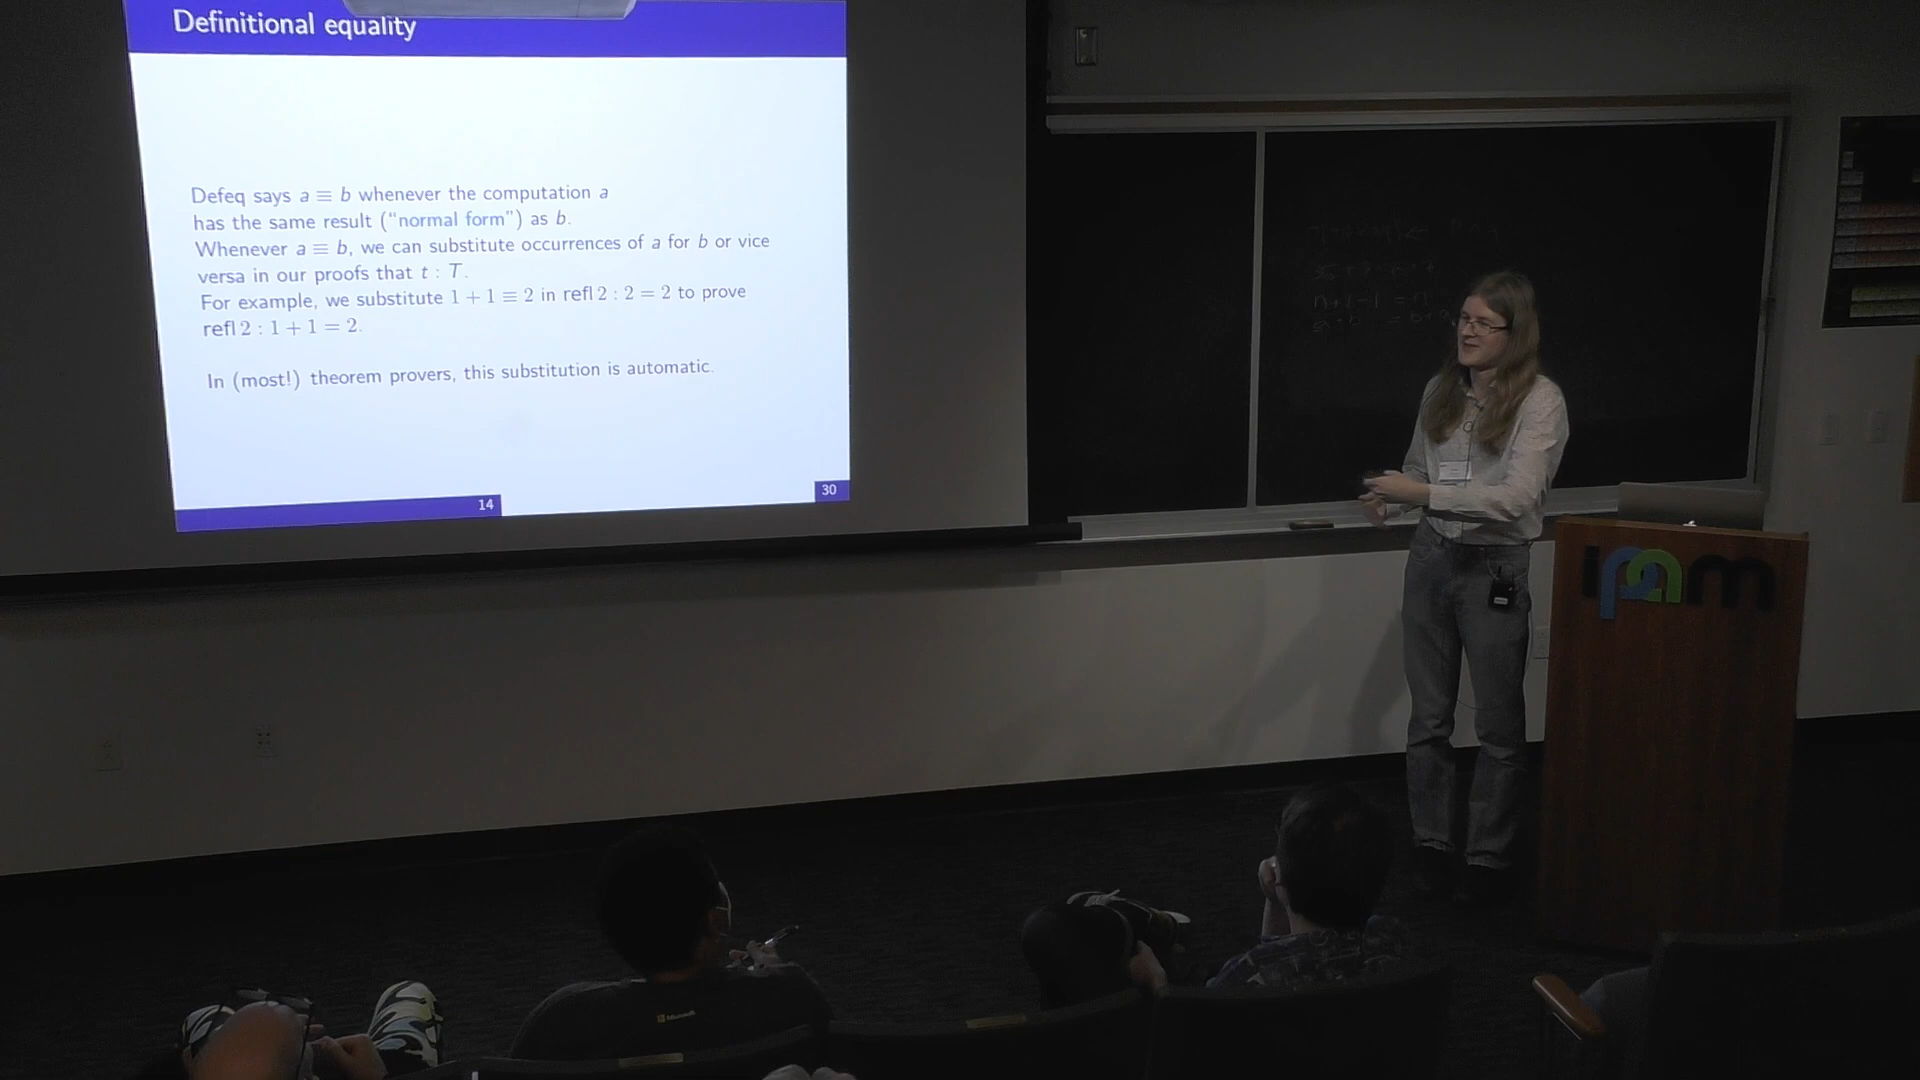 Definitional equality
Defeq says a ≡ b whenever the computation a
has the same result ("normal form") as b.
Whenever a ≡ b, we can substitute occurrences of a for b or vice
versa in our proofs that t : T.
For example, we substitute 1 + 1 ≡ 2 in refl 2 : 2 = 2 to prove
refl 2 : 1 + 1 = 2.
In (most!) theorem provers, this substitution is automatic.
14
30
ipam
Microsoft